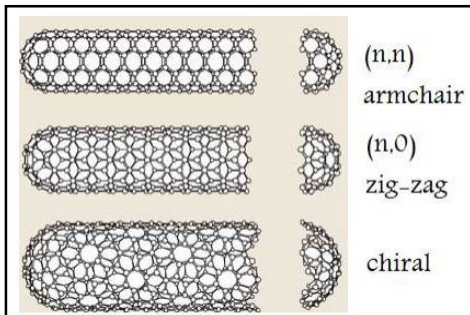 (n,n)
armchair
(n,0)
zig-zag
chiral